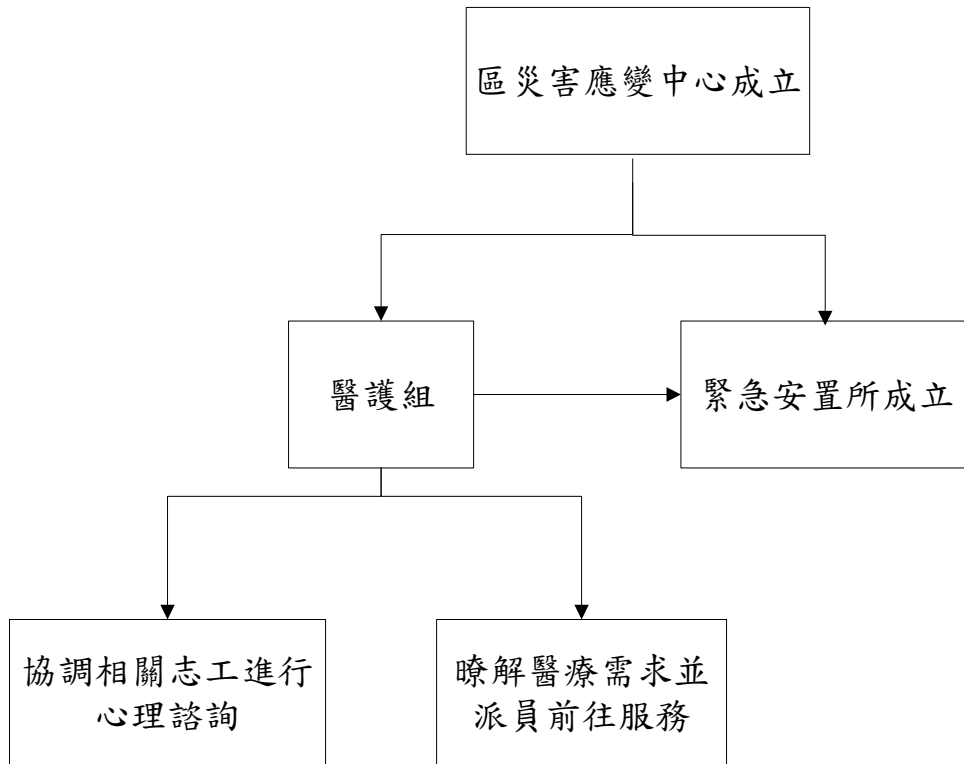 區災害應變中心成立
醫護組
緊急安置所成立
協調相關志工進行
心理諮詢
瞭解醫療需求並
派員前往服務